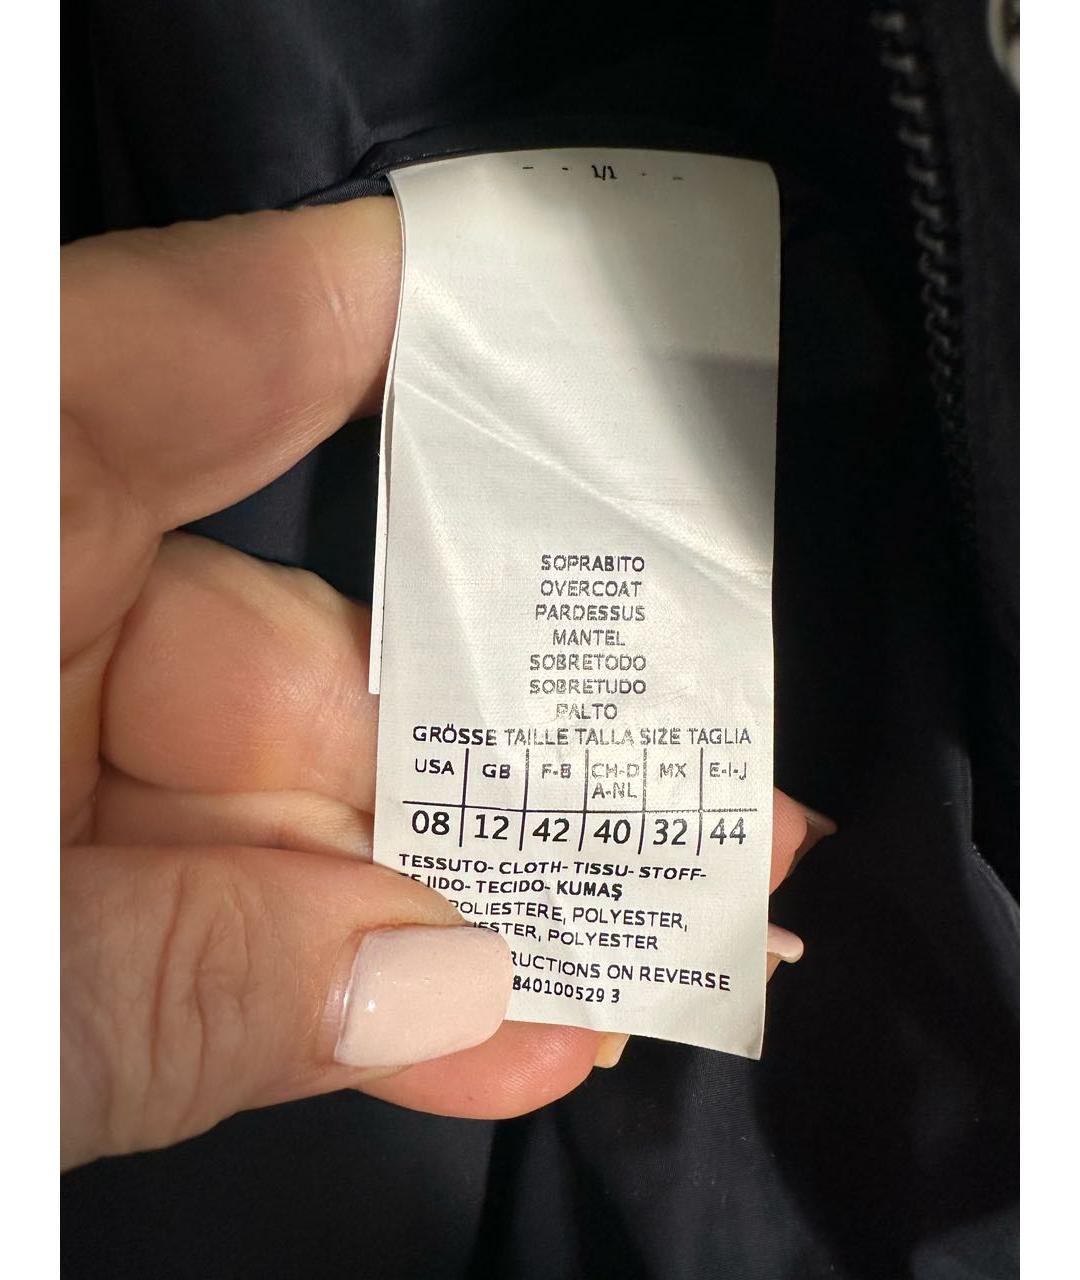 - - 1/1 - -
SOPRABITO
OVERCOAT
PARDESSUS
MANTEL
SOBRETODO
SOBRETUDO
PALTO
GRÖSSE TAILLE TALLA SIZE TAGLIA
USA GB F-B CH-D A-NL MX E-I-J
08 12 42 40 32 44
TESSUTO- CLOTH- TISSU- STOFF-
JIDO- TECIDO- KUMAŞ
POLIESTERE, POLYESTER,
ESTER, POLYESTER
RUCTIONS ON REVERSE
840100529 3